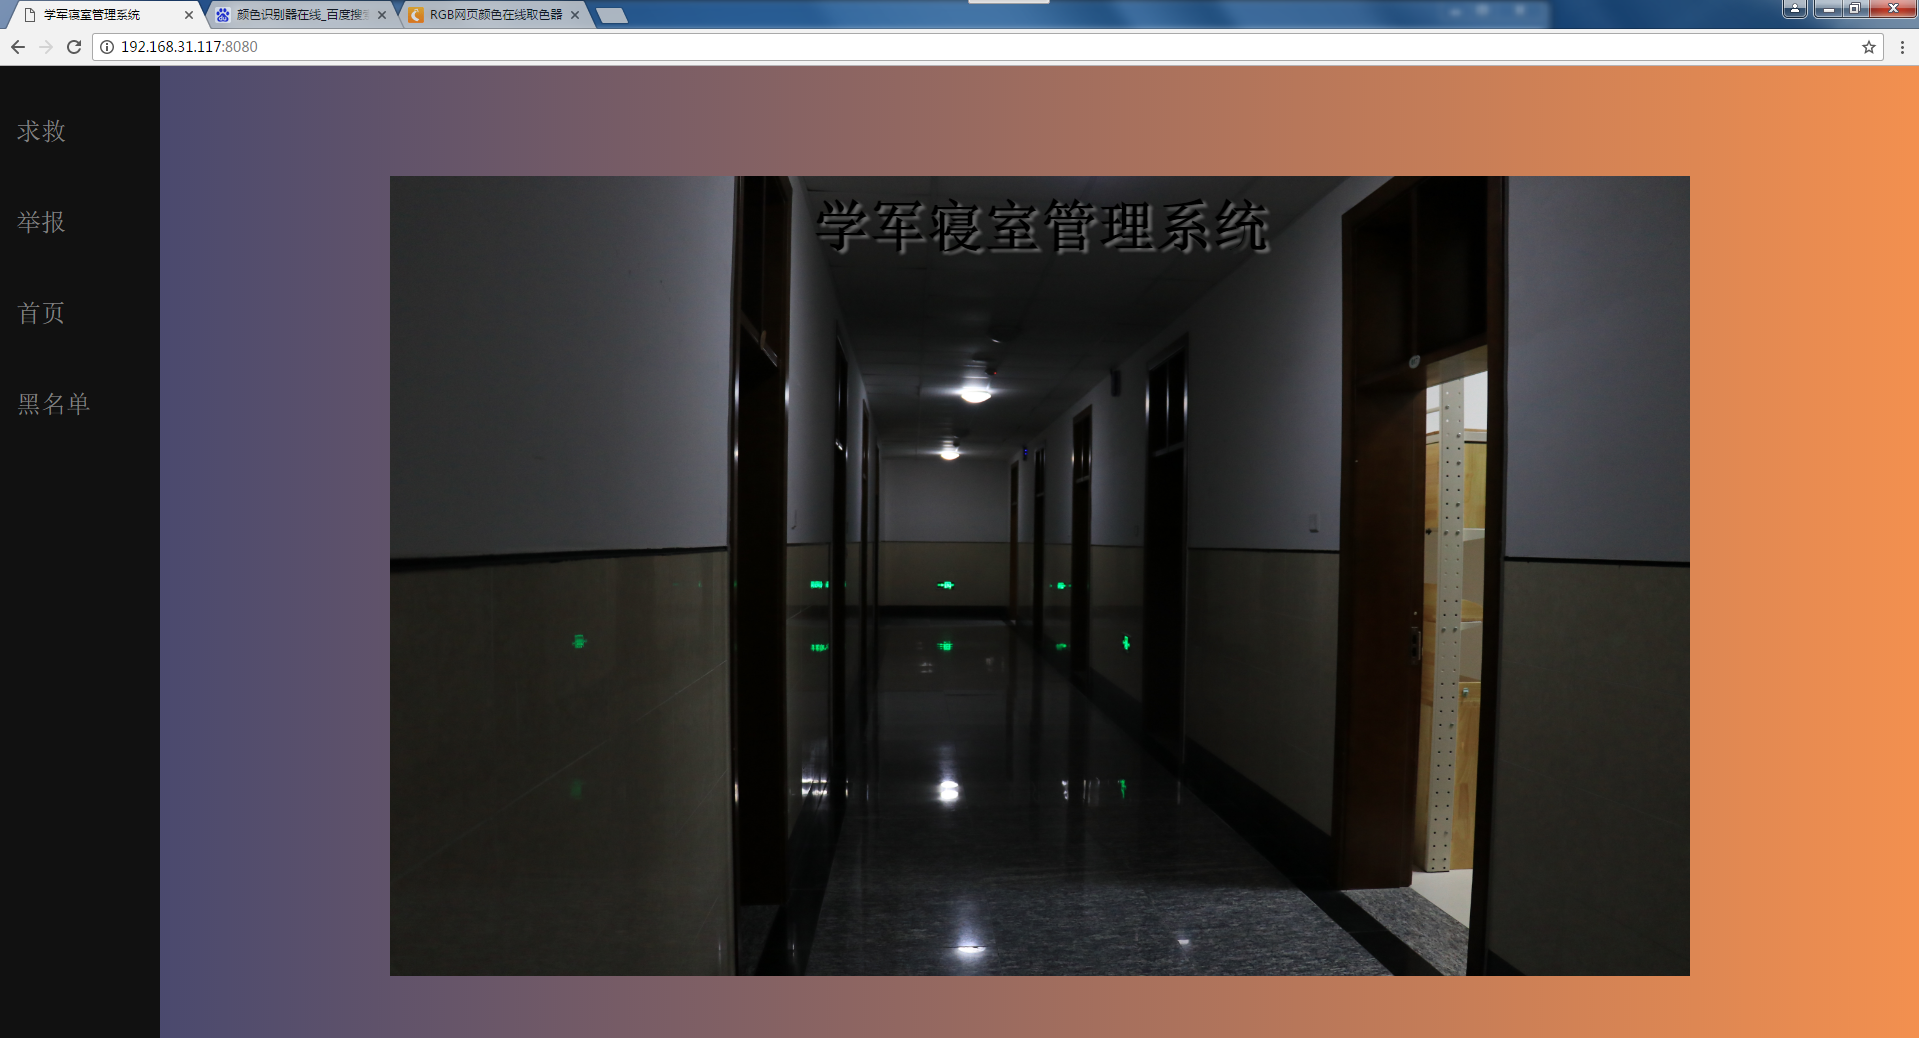 学军寝室管理系统
颜色识别器在线_百度搜
RGB网页颜色在线取色器
192.168.31.117:8080
求救
举报
首页
黑名单
学军寝室管理系统